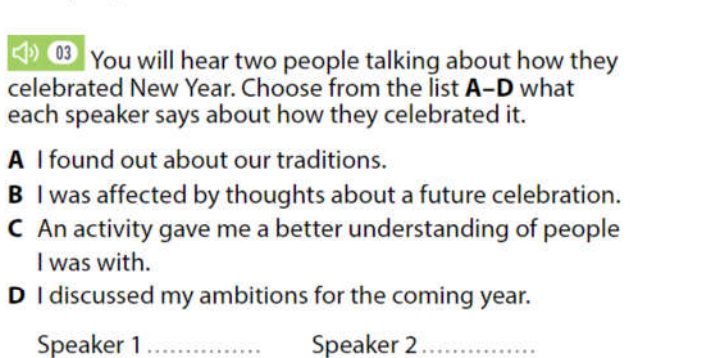 03 You will hear two people talking about how they
celebrated New Year. Choose from the list A–D what
each speaker says about how they celebrated it.
A I found out about our traditions.
B I was affected by thoughts about a future celebration.
C An activity gave me a better understanding of people
I was with.
D I discussed my ambitions for the coming year.
Speaker 1 ............... Speaker 2 ...............